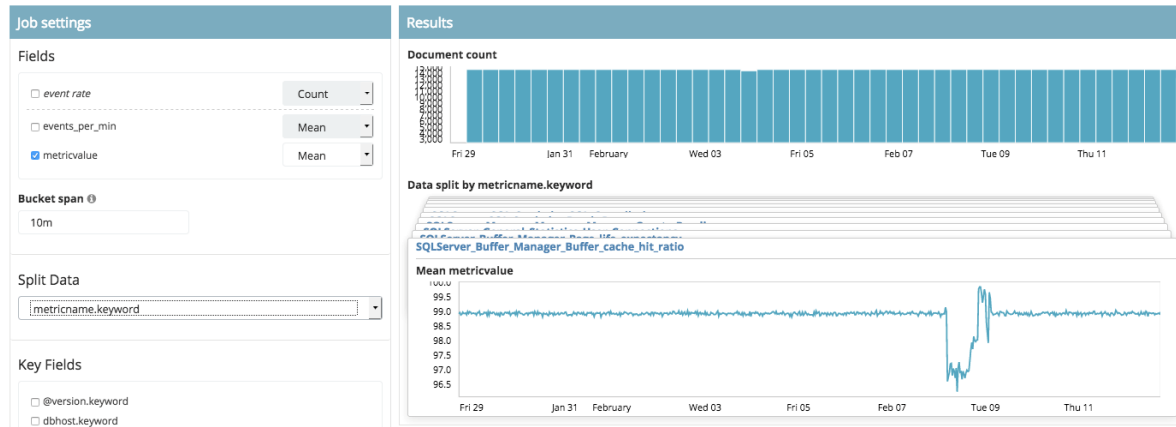 Job settings
Fields
event rate
Count
events_per_min
Mean
metricvalue
Mean
Bucket span
10m
Split Data
metricname.keyword
Key Fields
@version.keyword
dbhost.keyword
Results
Document count
3,000
Fri 29
Jan 31
February
Wed 03
Fri 05
Feb 07
Tue 09
Thu 11
Data split by metricname.keyword
SQLServer_Buffer_Manager_Buffer_cache_hit_ratio
Mean metricvalue
100.0
99.5
99.0
98.5
98.0
97.5
97.0
96.5
Fri 29
Jan 31
February
Wed 03
Fri 05
Feb 07
Tue 09
Thu 11